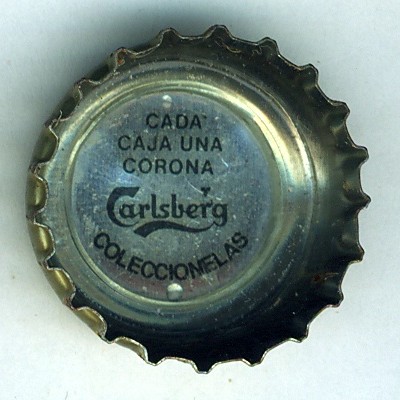 CADA
CAJA UNA
CORONA
Carlsberg
COLECCIONELAS